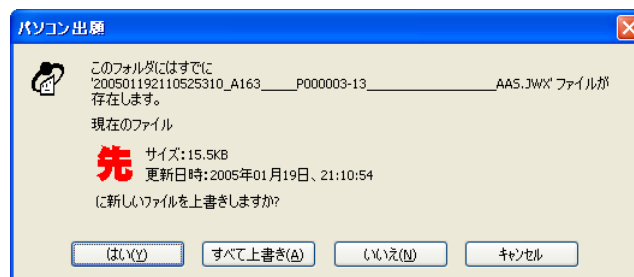 パソコン出願
このフォルダにはすでに
'200501192110525310_A163_____P000003-13__________________AAS.JWX' ファイルが
存在します。
現在のファイル
先
サイズ：15.5KB
更新日時：2005年01月19日、21:10:54
に新しいファイルを上書きしますか?
はい(Y)
すべて上書き(A)
いいえ(N)
キャンセル